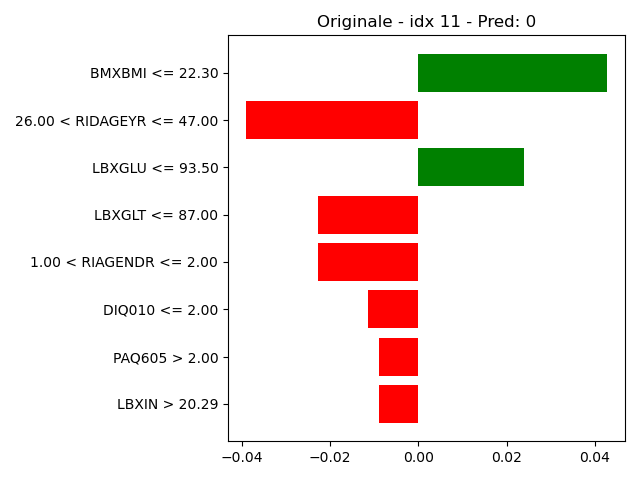 Originale - idx 11 - Pred: 0
BMXBMI <= 22.30
26.00 < RIDAGEYR <= 47.00
LBXGLU <= 93.50
LBXGLT <= 87.00
1.00 < RIAGENDR <= 2.00
DIQ010 <= 2.00
PAQ605 > 2.00
LBXIN > 20.29
−0.04 −0.02 0.00 0.02 0.04